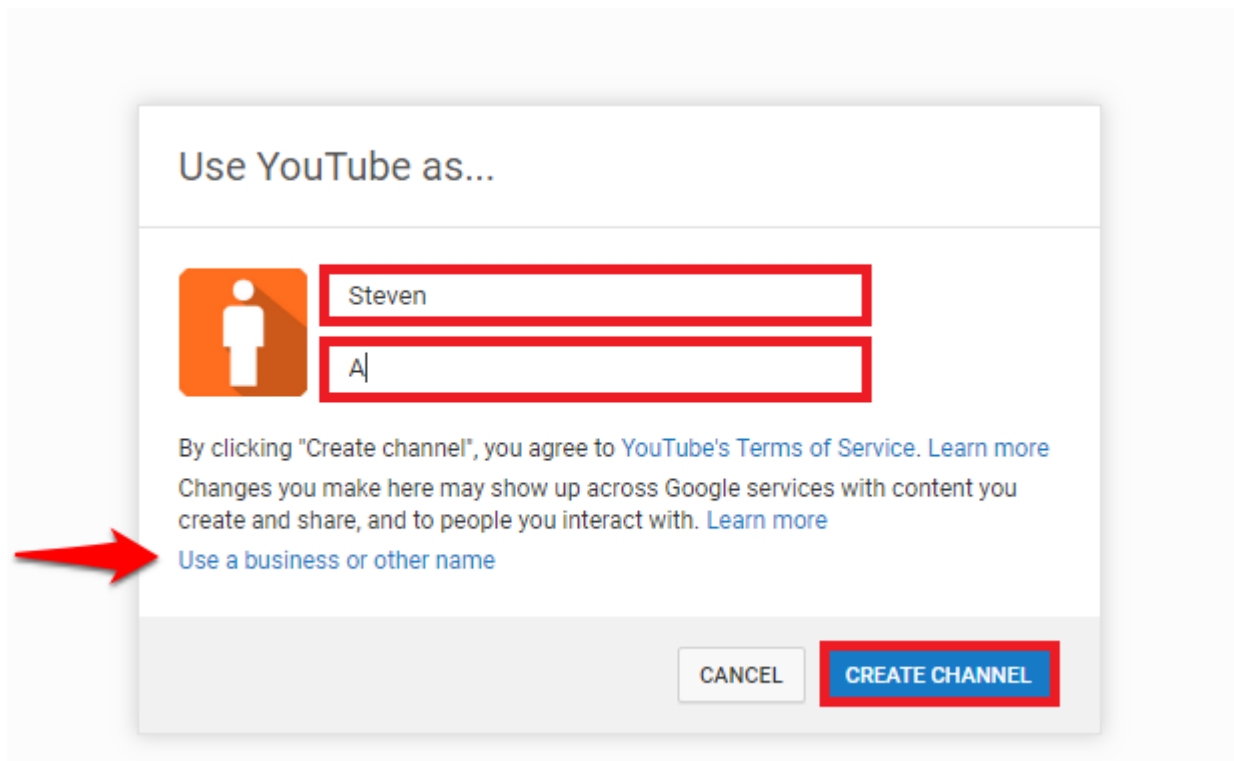 Use YouTube as...
Steven
A
By clicking "Create channel", you agree to YouTube's Terms of Service. Learn more
Changes you make here may show up across Google services with content you
create and share, and to people you interact with. Learn more
Use a business or other name
CANCEL CREATE CHANNEL